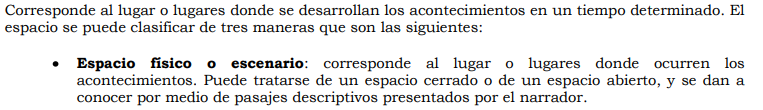 Corresponde al lugar o lugares donde se desarrollan los acontecimientos en un tiempo determinado. El
espacio se puede clasificar de tres maneras que son las siguientes:
• Espacio físico o escenario: corresponde al lugar o lugares donde ocurren los
acontecimientos. Puede tratarse de un espacio cerrado o de un espacio abierto, y se dan a
conocer por medio de pasajes descriptivos presentados por el narrador.